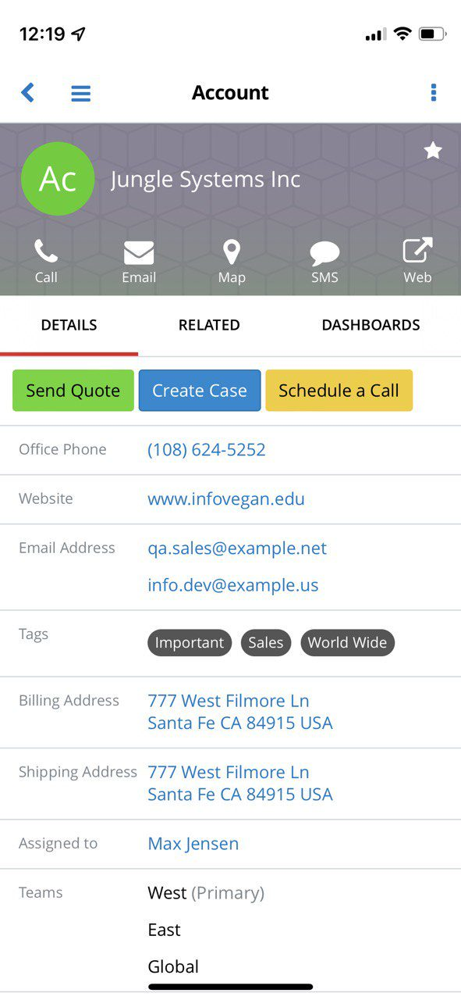 12:19
Account
Ac
Jungle Systems Inc
Call Email Map SMS Web
DETAILS RELATED DASHBOARDS
Send Quote Create Case Schedule a Call
Office Phone (108) 624-5252
Website www.infovegan.edu
Email Address qa.sales@example.net
info.dev@example.us
Tags Important Sales World Wide
Billing Address 777 West Filmore Ln
Santa Fe CA 84915 USA
Shipping Address 777 West Filmore Ln
Santa Fe CA 84915 USA
Assigned to Max Jensen
Teams West (Primary)
East
Global